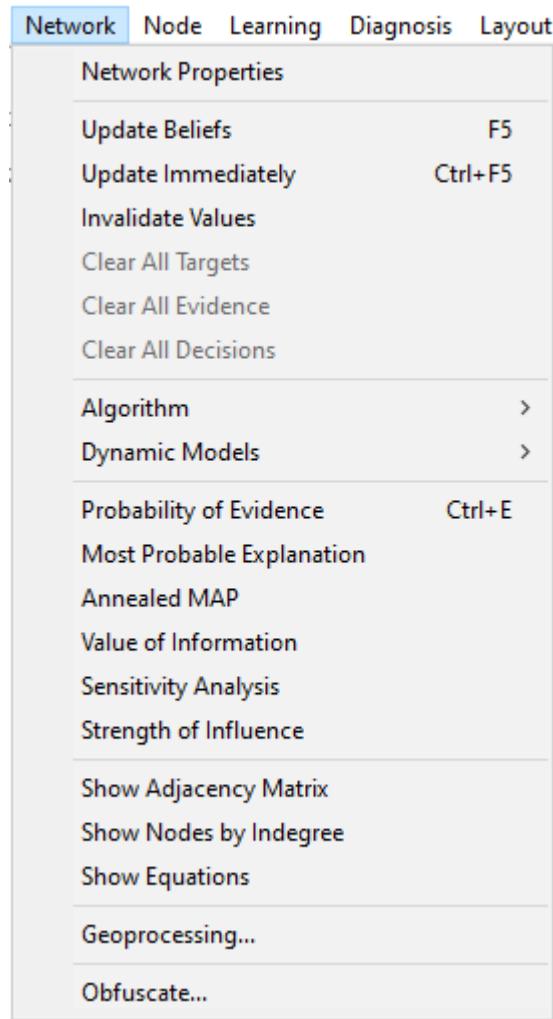 Network Node Learning Diagnosis Layout
Network Properties
Update Beliefs F5
Update Immediately Ctrl+F5
Invalidate Values
Clear All Targets
Clear All Evidence
Clear All Decisions
Algorithm >
Dynamic Models >
Probability of Evidence Ctrl+E
Most Probable Explanation
Annealed MAP
Value of Information
Sensitivity Analysis
Strength of Influence
Show Adjacency Matrix
Show Nodes by Indegree
Show Equations
Geoprocessing...
Obfuscate...